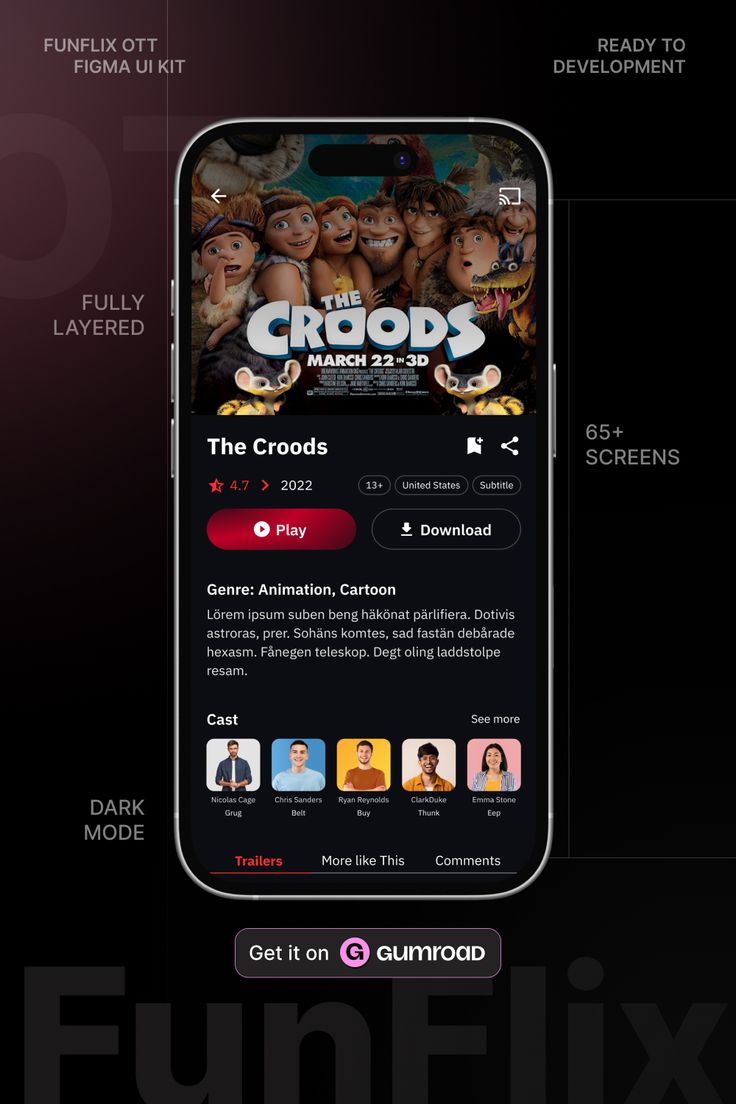 FUNFLIX OTT
FIGMA UI KIT
READY TO
DEVELOPMENT
OT
THE
CROODS
MARCH 22 IN 3D
FULLY
LAYERED
The Croods
65+
SCREENS
4.7
2022
13+
United States
Subtitle
Play
Download
Genre: Animation, Cartoon
Lörem ipsum suben beng häkönat pärlifiera. Dotivis
astroras, prer. Sohäns komtes, sad fastän debårade
hexasm. Fånegen teleskop. Degt oling laddstolpe
resam.
Cast
See more
Nicolas Cage
Grug
Chris Sanders
Belt
Ryan Reynolds
Buy
ClarkDuke
Thunk
Emma Stone
Eep
DARK
MODE
Trailers
More like This
Comments
Get it on G GUMROAD
FunFlix